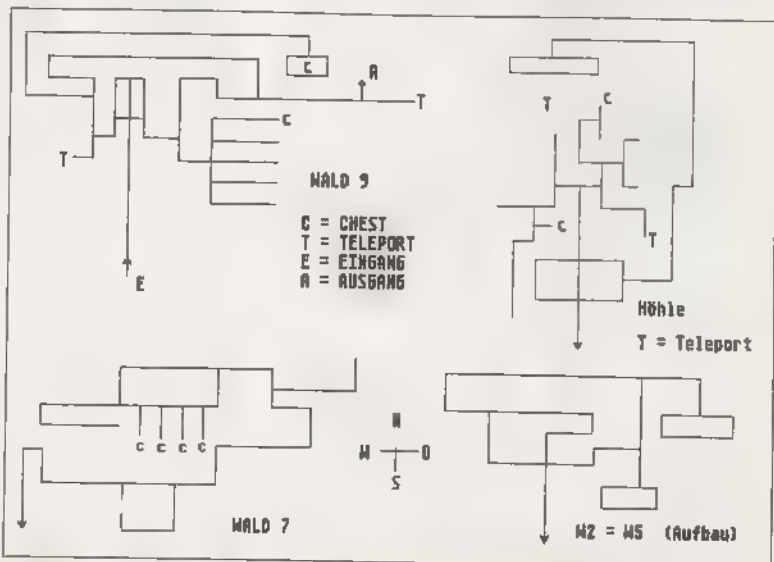 C
A
T
C
T
WALD 9
C = CHEST
T = TELEPORT
E = EINGANG
A = AUSGANG
E
C
T
C
T
Höhle
T = Teleport
C C C C
WALD 7
N
W O
S
W2 = W5 (Aufbau)